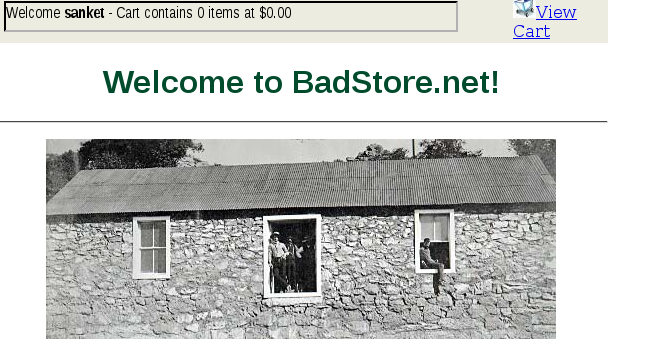 Welcome sanket - Cart contains 0 items at $0.00
View
Cart
Welcome to BadStore.net!